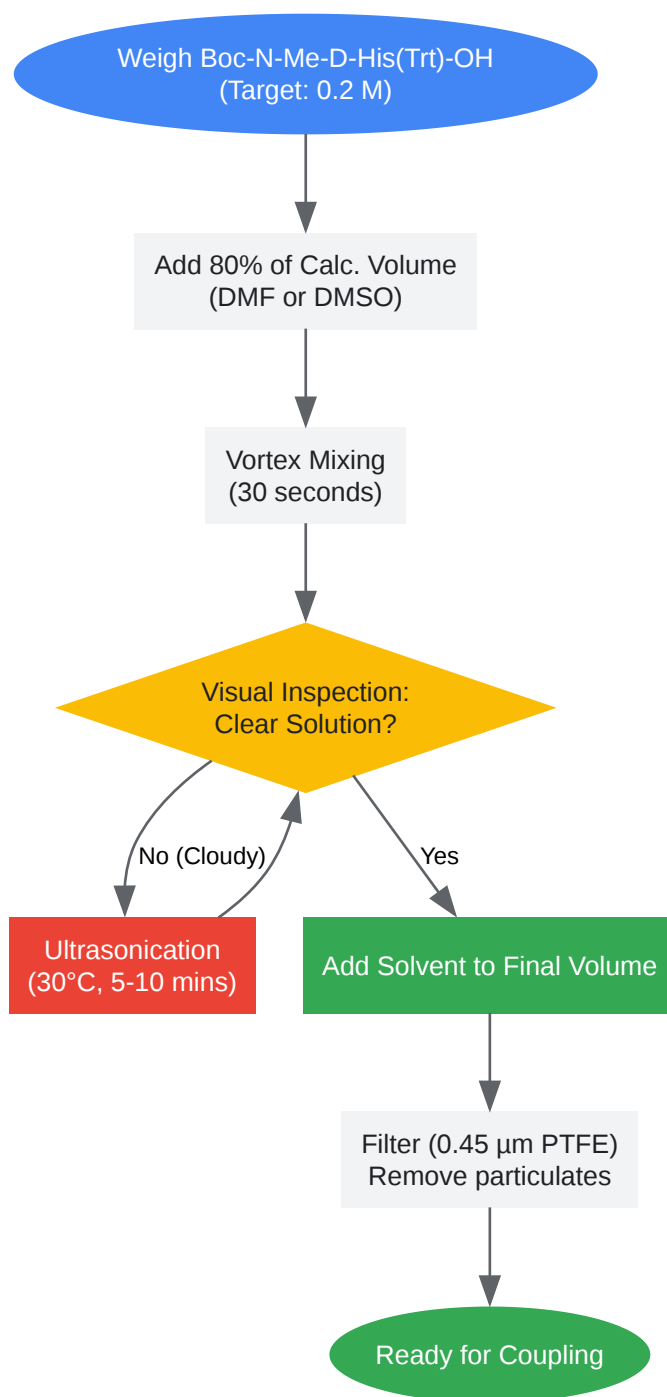 Weigh Boc-N-Me-D-His(Trt)-OH
(Target: 0.2 M)
Add 80% of Calc. Volume
(DMF or DMSO)
Vortex Mixing
(30 seconds)
Visual Inspection:
Clear Solution?
No (Cloudy)
Yes
Ultrasonication
(30°C, 5-10 mins)
Add Solvent to Final Volume
Filter (0.45 µm PTFE)
Remove particulates
Ready for Coupling